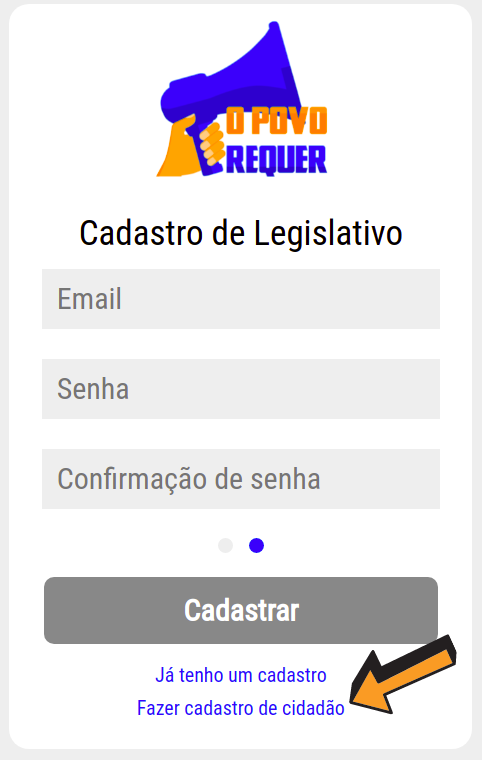 O POVO
REQUER
Cadastro de Legislativo
Email
Senha
Confirmação de senha
Cadastrar
Já tenho um cadastro
Fazer cadastro de cidadão